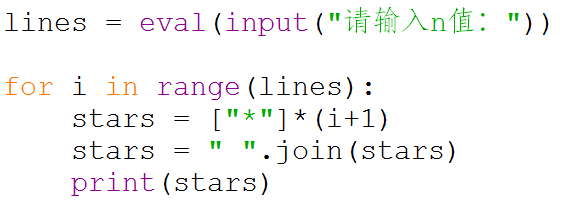 lines = eval(input("请输入n值: "))
for i in range(lines):
    stars = ["*"]*(i+1)
    stars = " ".join(stars)
    print(stars)